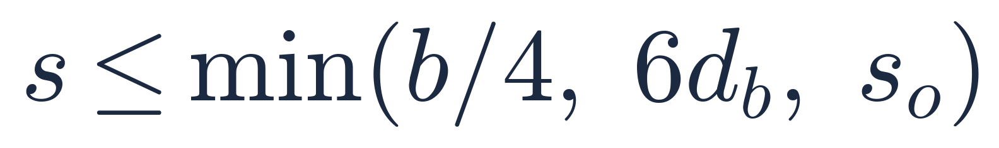 s ≤ min(b/4, 6d_b, s_o)